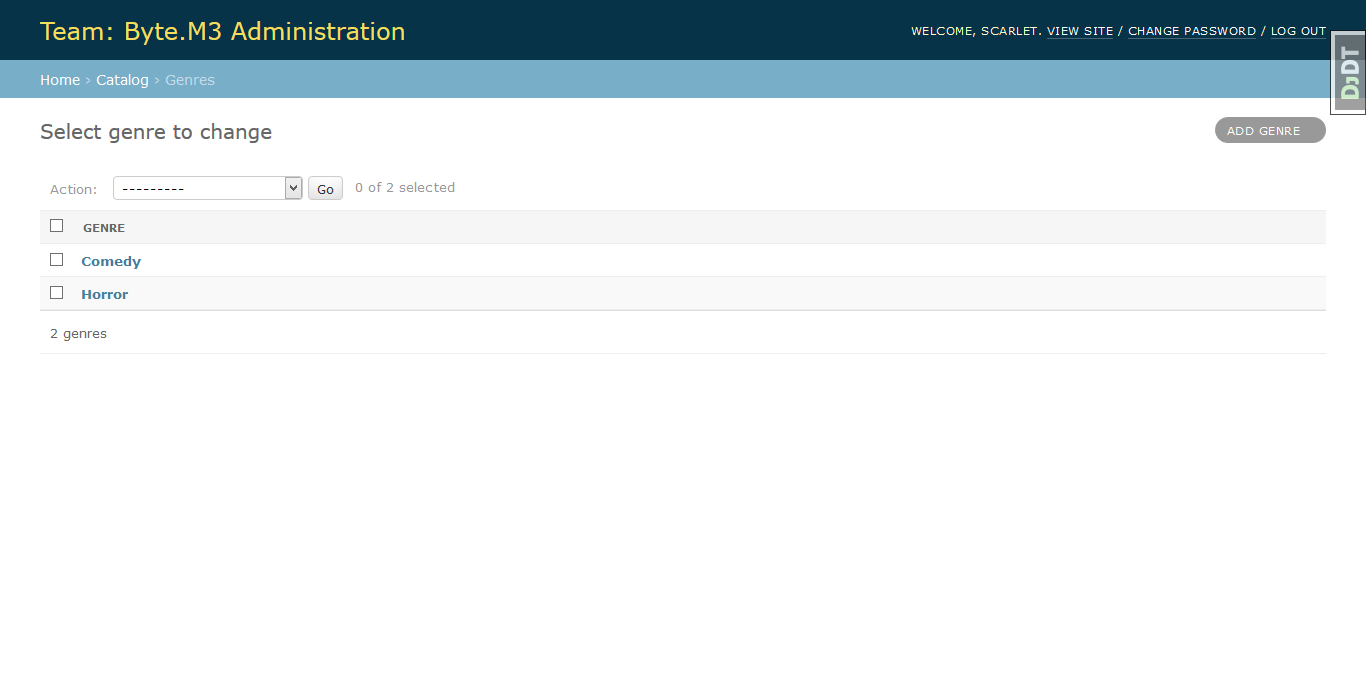 Team: Byte.M3 Administration
WELCOME, SCARLET. VIEW SITE / CHANGE PASSWORD / LOG OUT
DjDT
Home › Catalog › Genres
Select genre to change
ADD GENRE
Action: --------- Go 0 of 2 selected
GENRE
Comedy
Horror
2 genres